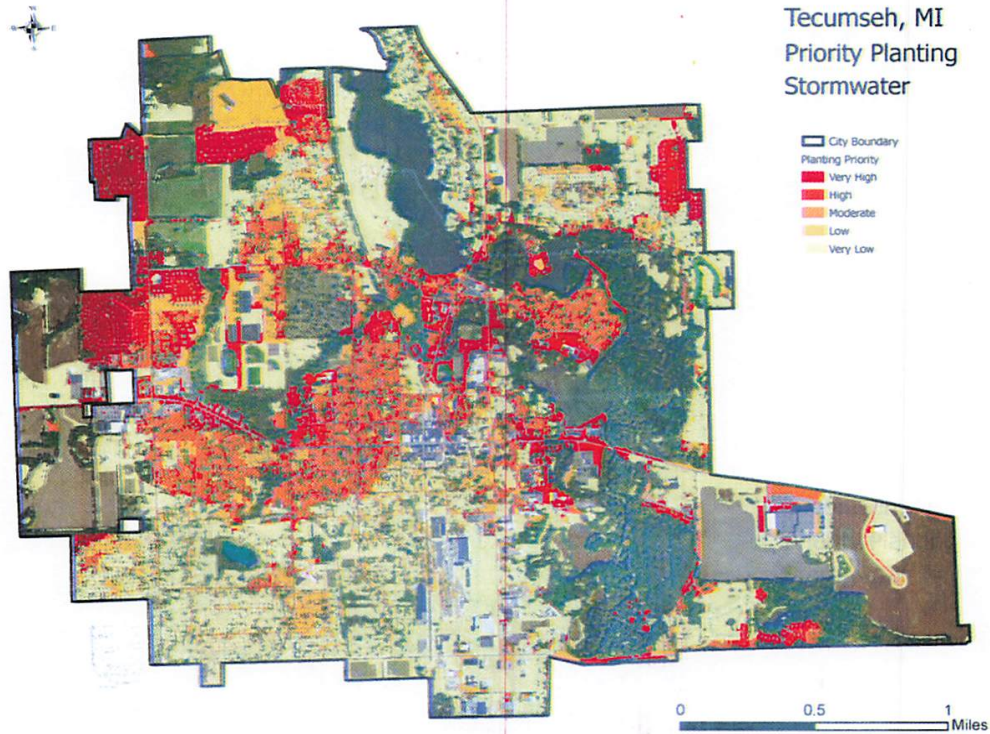 Tecumseh, MI
Priority Planting
Stormwater
City Boundary
Planting Priority
Very High
High
Moderate
Low
Very Low
0 0.5 1
Miles